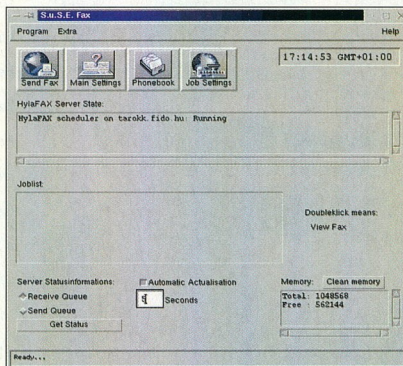 S.u.S.E. Fax
Program Extra Help
Send Fax Main Settings Phonebook Job Settings
17:14:53 GMT+01:00
HylaFAX Server State:
HylaFAX scheduler on tarokk.fido.hu: Running
Joblist:
Doubleklick means:
View Fax
Server Statusinformations:
Automatic Actualisation
Memory: Clean memory
Receive Queue
Seconds
Total: 1048568
Send Queue
Free : 562144
Get Status
Ready...